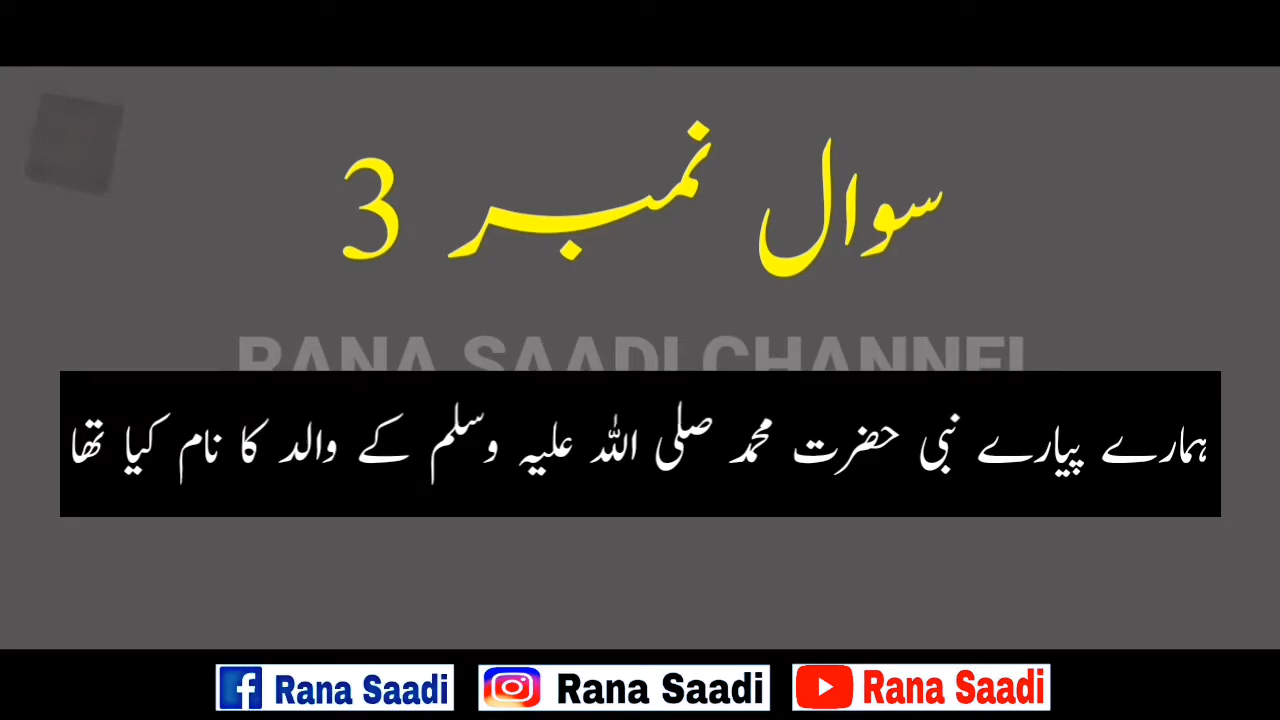 سوال نمبر 3
RANA SAADI CHANNEL
ہمارے پیارے نبی حضرت محمد صلی اللہ علیہ وسلم کے والد کا نام کیا تھا
Rana Saadi Rana Saadi Rana Saadi